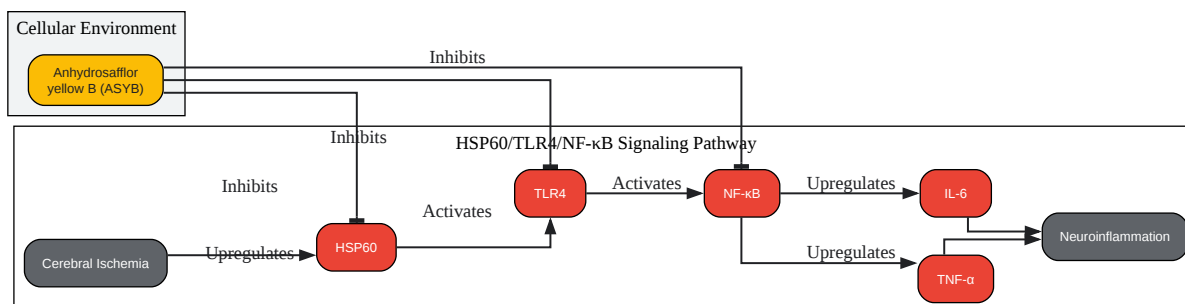 Cellular Environment
Anhydrosafflor
yellow B (ASYB)
Inhibits
Inhibits
HSP60/TLR4/NF-κB Signaling Pathway
Inhibits
TLR4
Activates
NF-κB
Upregulates
IL-6
Activates
Cerebral Ischemia
Upregulates
HSP60
Upregulates
TNF-α
Neuroinflammation